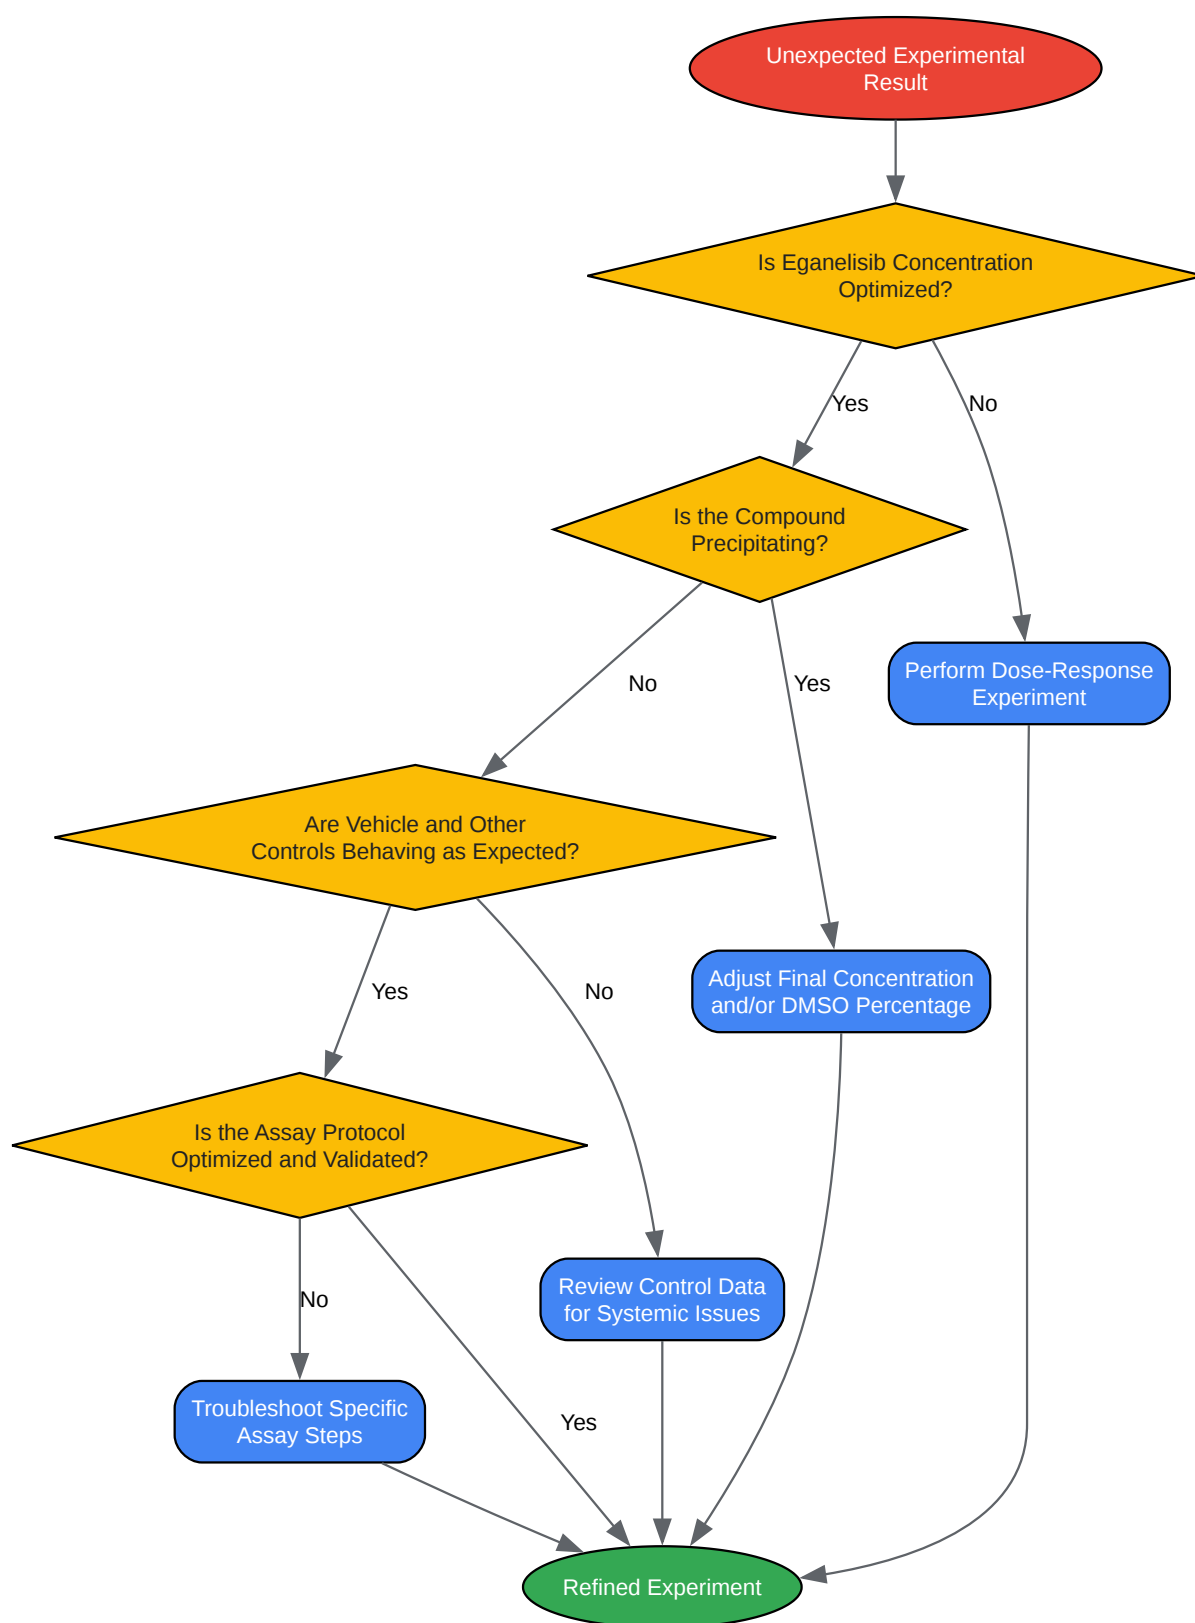 Unexpected Experimental
Result
Is Eganelisib Concentration
Optimized?
Yes
No
Is the Compound
Precipitating?
No
Yes
Perform Dose-Response
Experiment
Are Vehicle and Other
Controls Behaving as Expected?
Yes
No
Adjust Final Concentration
and/or DMSO Percentage
Is the Assay Protocol
Optimized and Validated?
No
Yes
Review Control Data
for Systemic Issues
Troubleshoot Specific
Assay Steps
Refined Experiment